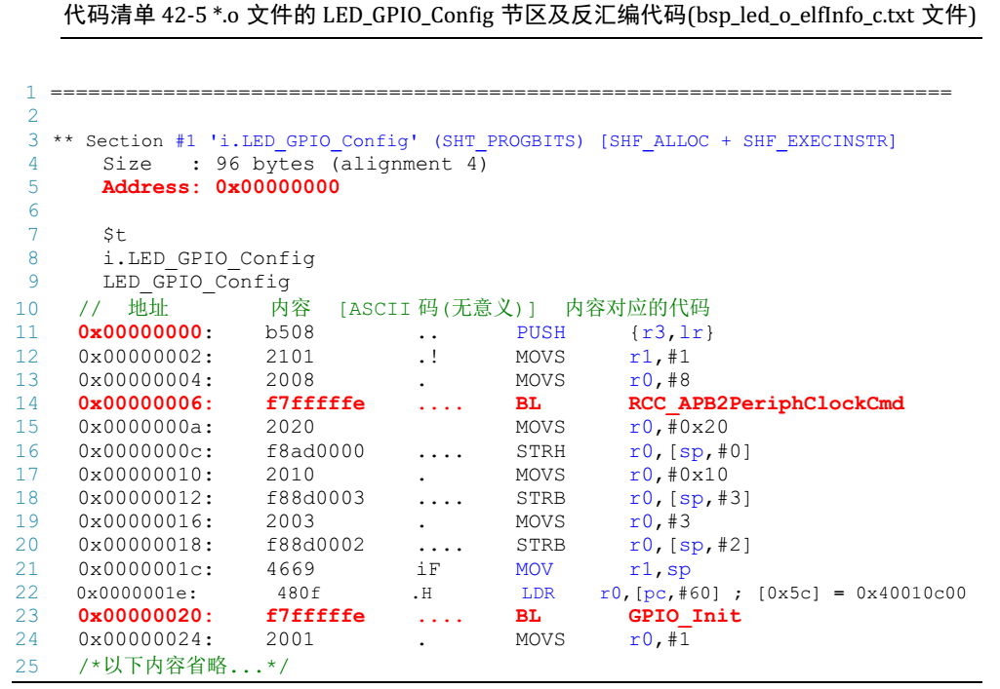 代码清单 42-5 *.o 文件的 LED_GPIO_Config 节区及反汇编代码(bsp_led_o_elfInfo_c.txt 文件)
1 ========================================================================
2
3 ** Section #1 'i.LED_GPIO_Config' (SHT_PROGBITS) [SHF_ALLOC + SHF_EXECINSTR]
4 Size : 96 bytes (alignment 4)
5 Address: 0x00000000
6
7 $t
8 i.LED_GPIO_Config
9 LED_GPIO_Config
10 // 地址 内容 [ASCII 码(无意义)] 内容对应的代码
11 0x00000000: b508 .. PUSH {r3,lr}
12 0x00000002: 2101 .! MOVS r1,#1
13 0x00000004: 2008 . MOVS r0,#8
14 0x00000006: f7fffffe .... BL RCC_APB2PeriphClockCmd
15 0x0000000a: 2020 MOVS r0,#0x20
16 0x0000000c: f8ad0000 .... STRH r0,[sp,#0]
17 0x00000010: 2010 . MOVS r0,#0x10
18 0x00000012: f88d0003 .... STRB r0,[sp,#3]
19 0x00000016: 2003 . MOVS r0,#3
20 0x00000018: f88d0002 .... STRB r0,[sp,#2]
21 0x0000001c: 4669 iF MOV r1,sp
22 0x0000001e: 480f .H LDR r0,[pc,#60] ; [0x5c] = 0x40010c00
23 0x00000020: f7fffffe .... BL GPIO_Init
24 0x00000024: 2001 . MOVS r0,#1
25 /*以下内容省略...*/